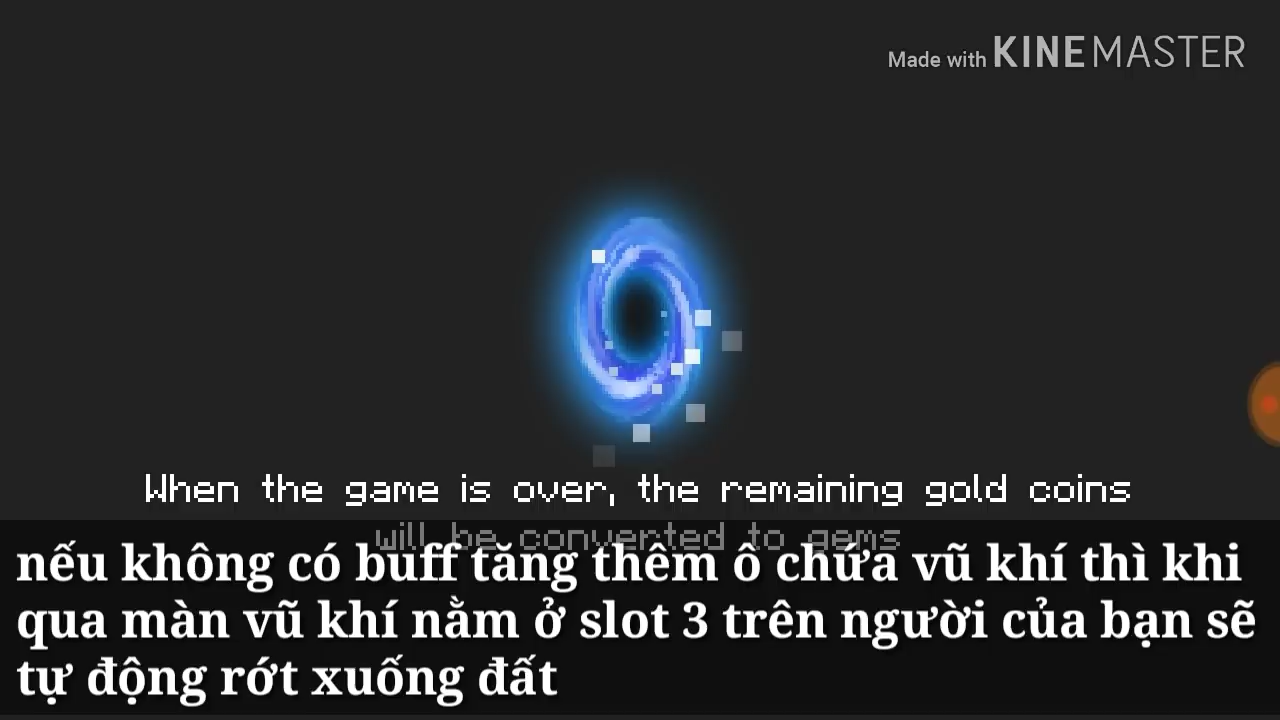 Made with KINEMASTER
When the game is over, the remaining gold coins
will be converted to gems
nếu không có buff tăng thêm ô chứa vũ khí thì khi
qua màn vũ khí nằm ở slot 3 trên người của bạn sẽ
tự động rớt xuống đất